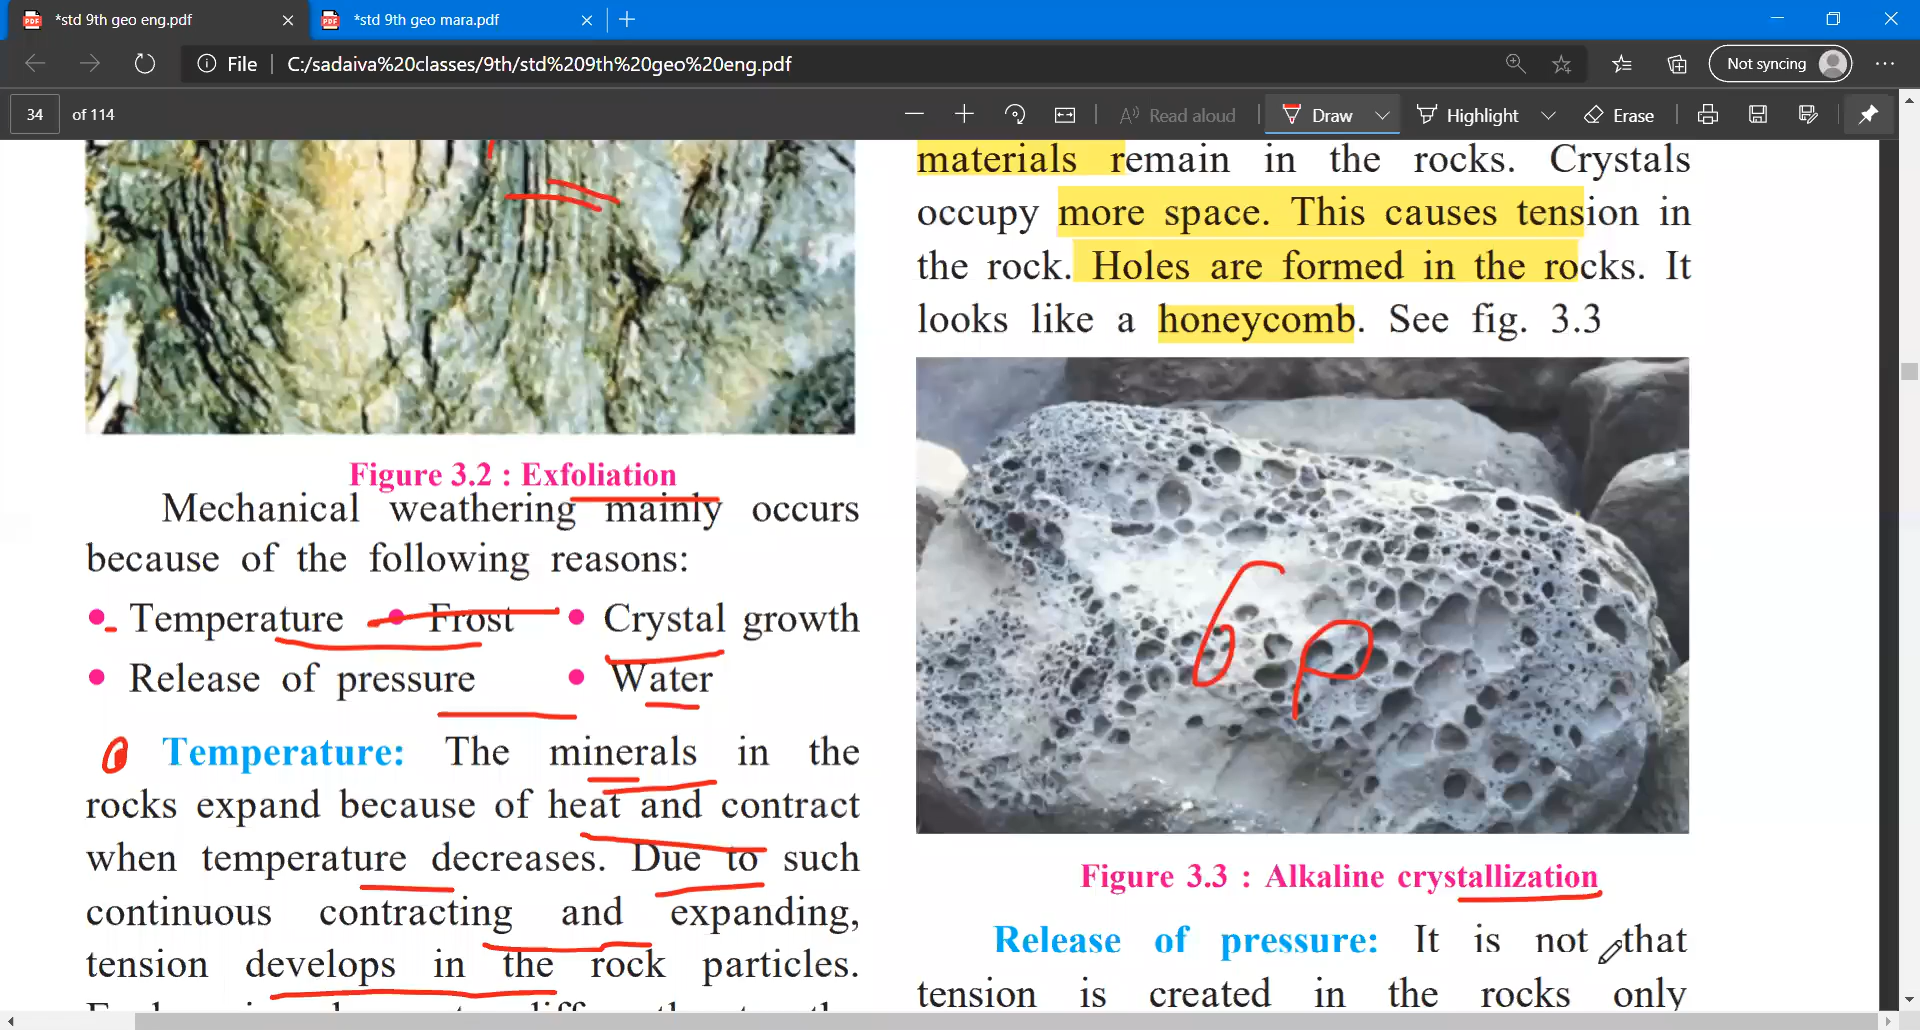 *std 9th geo eng.pdf
*std 9th geo mara.pdf
File C:/sadaiva%20classes/9th/std%209th%20geo%20eng.pdf
Not syncing
34 of 114
Read aloud
Draw
Highlight
Erase
Figure 3.2 : Exfoliation
Mechanical weathering mainly occurs
because of the following reasons:
• Temperature • Frost • Crystal growth
• Release of pressure • Water
Temperature: The minerals in the
rocks expand because of heat and contract
when temperature decreases. Due to such
continuous contracting and expanding,
tension develops in the rock particles.
materials remain in the rocks. Crystals
occupy more space. This causes tension in
the rock. Holes are formed in the rocks. It
looks like a honeycomb. See fig. 3.3
Figure 3.3 : Alkaline crystallization
Release of pressure: It is not that
tension is created in the rocks only